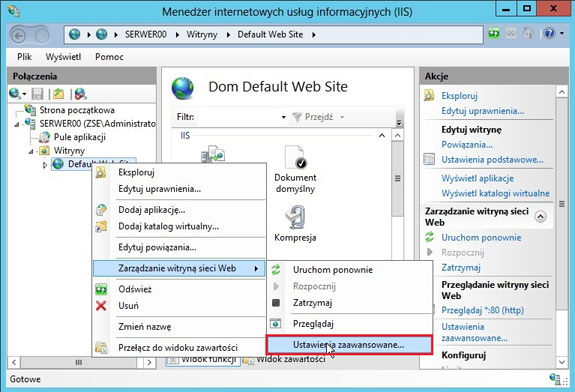 Menedżer internetowych usług informacyjnych (IIS)
SERWER00 Witryny Default Web Site
Plik Wyświetl Pomoc
Połączenia
Strona początkowa
SERWER00 (ZSE\Administrato
Pule aplikacji
Witryny
Default Web Site
Dom Default Web Site
Filtr: Przejdź
IIS
Dokument
domyślny
Kompresja
Eksploruj
Edytuj uprawnienia...
Dodaj aplikację...
Dodaj katalog wirtualny...
Edytuj powiązania...
Zarządzanie witryną sieci Web
Odśwież
Usuń
Zmień nazwę
Przełącz do widoku zawartości
Uruchom ponownie
Rozpocznij
Zatrzymaj
Przeglądaj
Ustawienia zaawansowane...
Widok funkcji Widok zawartości
Akcje
Eksploruj
Edytuj uprawnienia...
Edytuj witrynę
Powiązania...
Ustawienia podstawowe...
Wyświetl aplikacje
Wyświetl katalogi wirtualne
Zarządzanie witryną sieci
Web
Uruchom ponownie
Rozpocznij
Zatrzymaj
Przeglądanie witryny sieci
Web
Przeglądaj *:80 (http)
Ustawienia
zaawansowane...
Konfiguruj
Gotowe